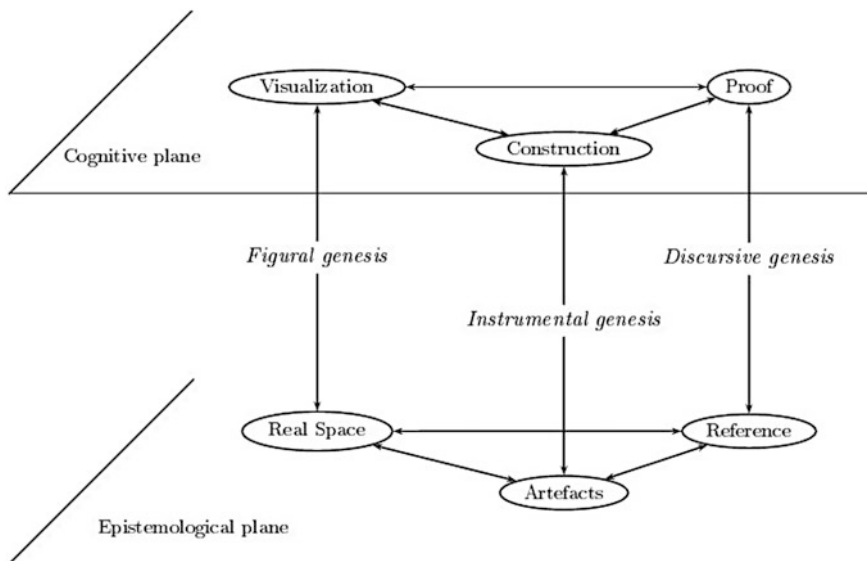 Visualization
Proof
Construction
Cognitive plane
Figural genesis
Discursive genesis
Instrumental genesis
Real Space
Reference
Artefacts
Epistemological plane